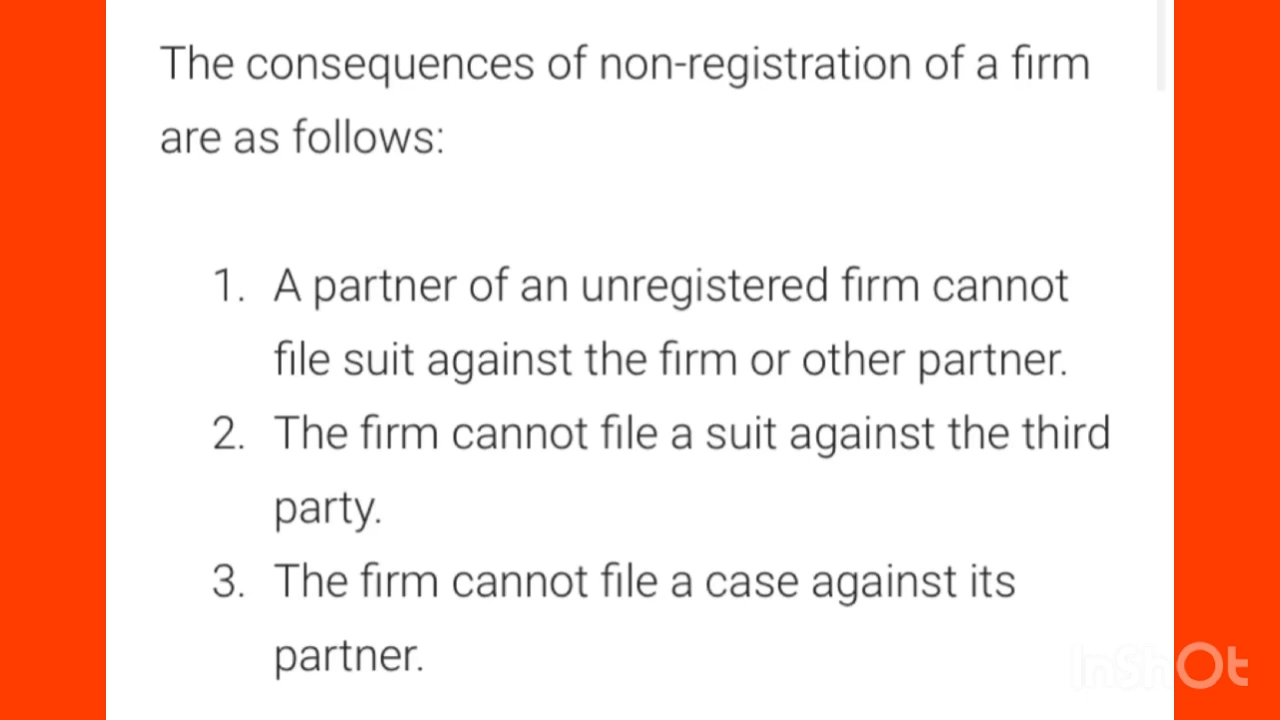 The consequences of non-registration of a firm
are as follows:
1. A partner of an unregistered firm cannot
file suit against the firm or other partner.
2. The firm cannot file a suit against the third
party.
3. The firm cannot file a case against its
partner.
InShOt